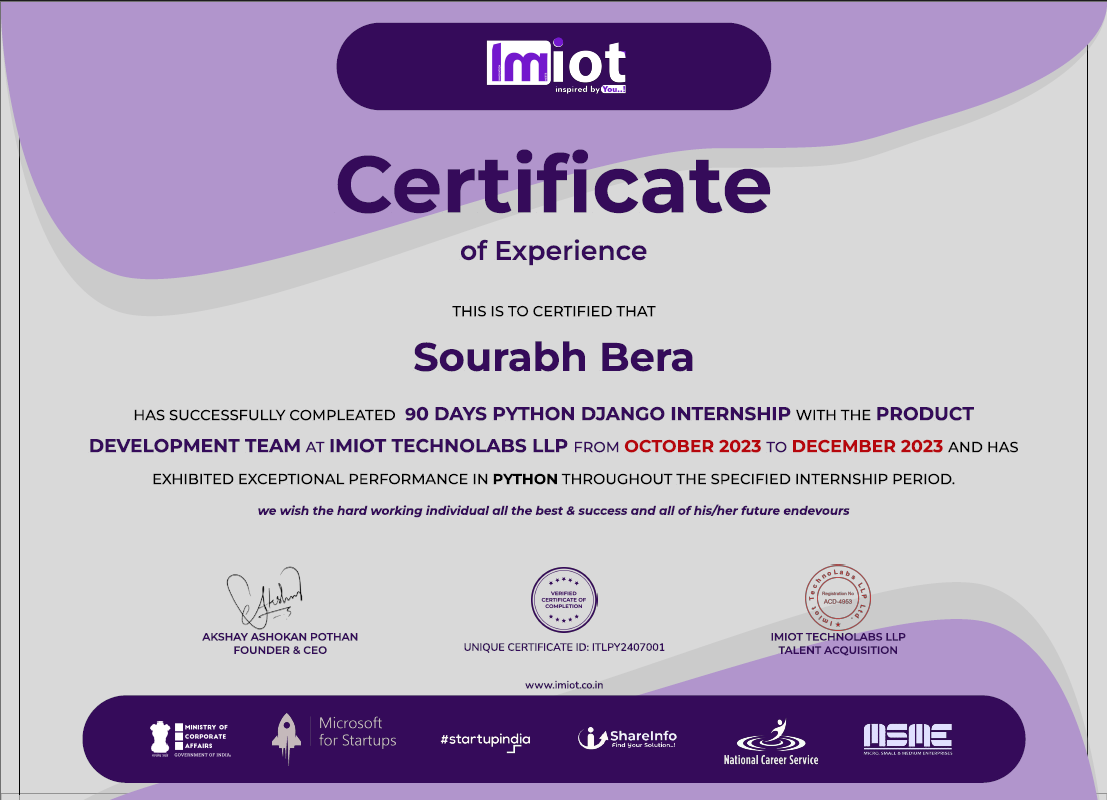 Imiot
inspired by You..!
Certificate
of Experience
THIS IS TO CERTIFIED THAT
Sourabh Bera
HAS SUCCESSFULLY COMPLEATED 90 DAYS PYTHON DJANGO INTERNSHIP WITH THE PRODUCT
DEVELOPMENT TEAM AT IMIOT TECHNOLABS LLP FROM OCTOBER 2023 TO DECEMBER 2023 AND HAS
EXHIBITED EXCEPTIONAL PERFORMANCE IN PYTHON THROUGHOUT THE SPECIFIED INTERNSHIP PERIOD.
we wish the hard working individual all the best & success and all of his/her future endevours
AKSHAY ASHOKAN POTHAN
FOUNDER & CEO
VERIFIED
CERTIFICATE OF
COMPLETION
UNIQUE CERTIFICATE ID: ITLPY2407001
Imiot TechnoLabs LLP Ltd.
Registration No
ACD-4953
IMIOT TECHNOLABS LLP
TALENT ACQUISITION
www.imiot.co.in
MINISTRY OF
CORPORATE
AFFAIRS
GOVERNMENT OF INDIA
Microsoft
for Startups
#startupindia
ShareInfo
Find Your Solution..!
National Career Service
MSME
MICRO, SMALL & MEDIUM ENTERPRISES